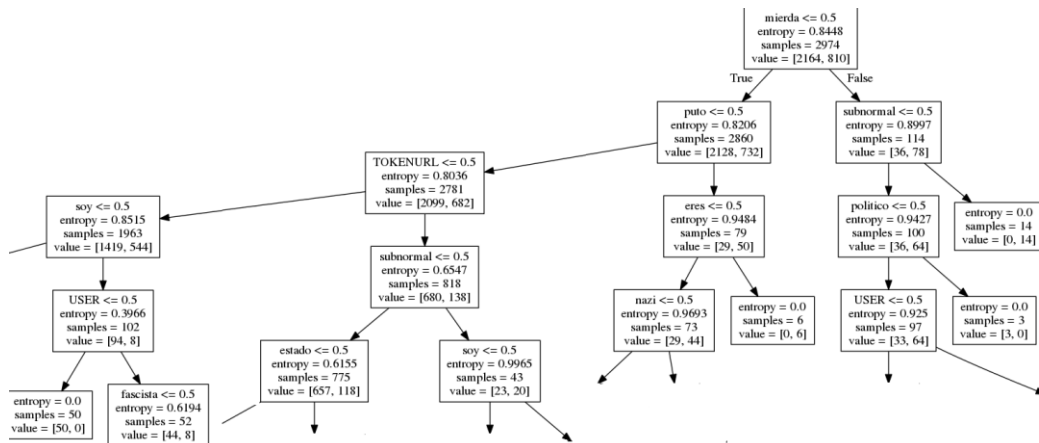 mierda <= 0.5
entropy = 0.8448
samples = 2974
value = [2164, 810]
True
False
puto <= 0.5
entropy = 0.8206
samples = 2860
value = [2128, 732]
subnormal <= 0.5
entropy = 0.8997
samples = 114
value = [36, 78]
TOKENURL <= 0.5
entropy = 0.8036
samples = 2781
value = [2099, 682]
soy <= 0.5
entropy = 0.8515
samples = 1963
value = [1419, 544]
eres <= 0.5
entropy = 0.9484
samples = 79
value = [29, 50]
politico <= 0.5
entropy = 0.9427
samples = 100
value = [36, 64]
entropy = 0.0
samples = 14
value = [0, 14]
subnormal <= 0.5
entropy = 0.6547
samples = 818
value = [680, 138]
USER <= 0.5
entropy = 0.3966
samples = 102
value = [94, 8]
nazi <= 0.5
entropy = 0.9693
samples = 73
value = [29, 44]
entropy = 0.0
samples = 6
value = [0, 6]
USER <= 0.5
entropy = 0.925
samples = 97
value = [33, 64]
entropy = 0.0
samples = 3
value = [3, 0]
estado <= 0.5
entropy = 0.6155
samples = 775
value = [657, 118]
soy <= 0.5
entropy = 0.9965
samples = 43
value = [23, 20]
entropy = 0.0
samples = 50
value = [50, 0]
fascista <= 0.5
entropy = 0.6194
samples = 52
value = [44, 8]